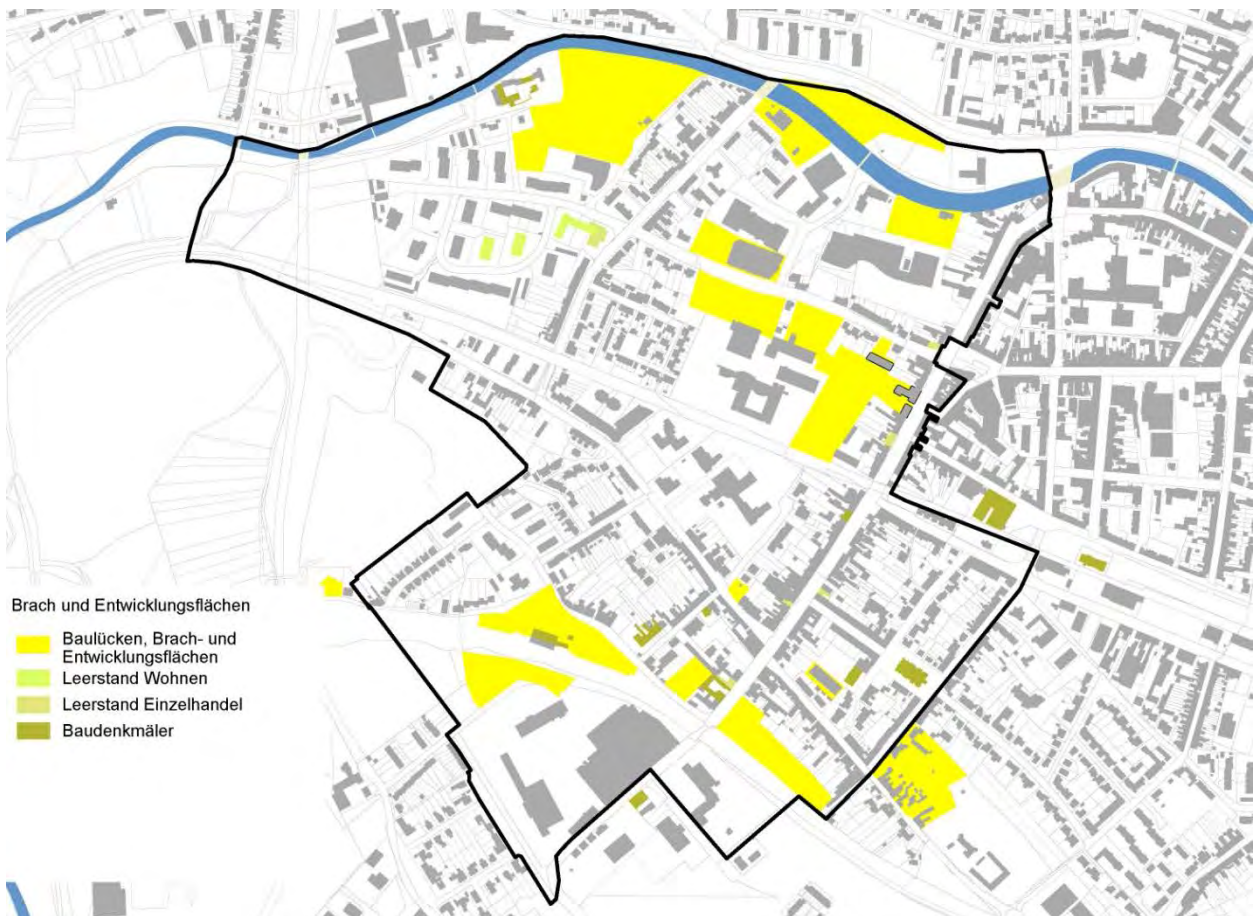 Brach und Entwicklungsflächen
Baulücken, Brach- und
Entwicklungsflächen
Leerstand Wohnen
Leerstand Einzelhandel
Baudenkmäler